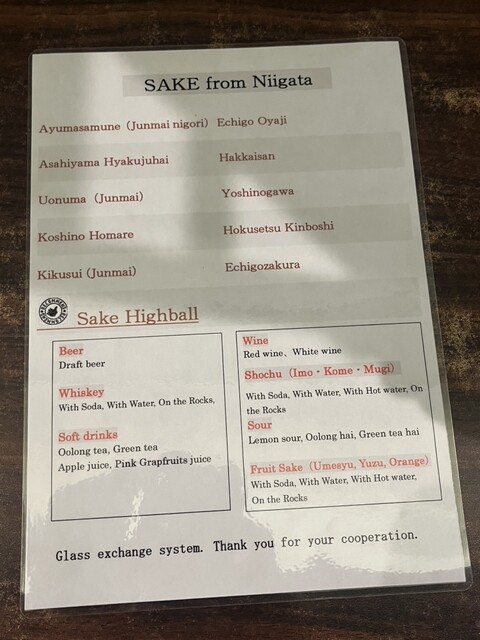 SAKE from Niigata
Ayumasamune（Junmai nigori）Echigo Oyaji
Asahiyama Hyakujuhai Hakkaisan
Uonuma（Junmai） Yoshinogawa
Koshino Homare Hokusetsu Kinboshi
Kikusui (Junmai) Echigozakura
Sake Highball
Beer
Draft beer
Whiskey
With Soda, With Water, On the Rocks,
Soft drinks
Oolong tea, Green tea
Apple juice, Pink Grapfruits juice
Wine
Red wine、White wine
Shochu（Imo・Kome・Mugi）
With Soda, With Water, With Hot water, On
the Rocks
Sour
Lemon sour, Oolong hai, Green tea hai
Fruit Sake（Umesyu, Yuzu, Orange）
With Soda, With Water, With Hot water,
On the Rocks
Glass exchange system. Thank you for your cooperation.